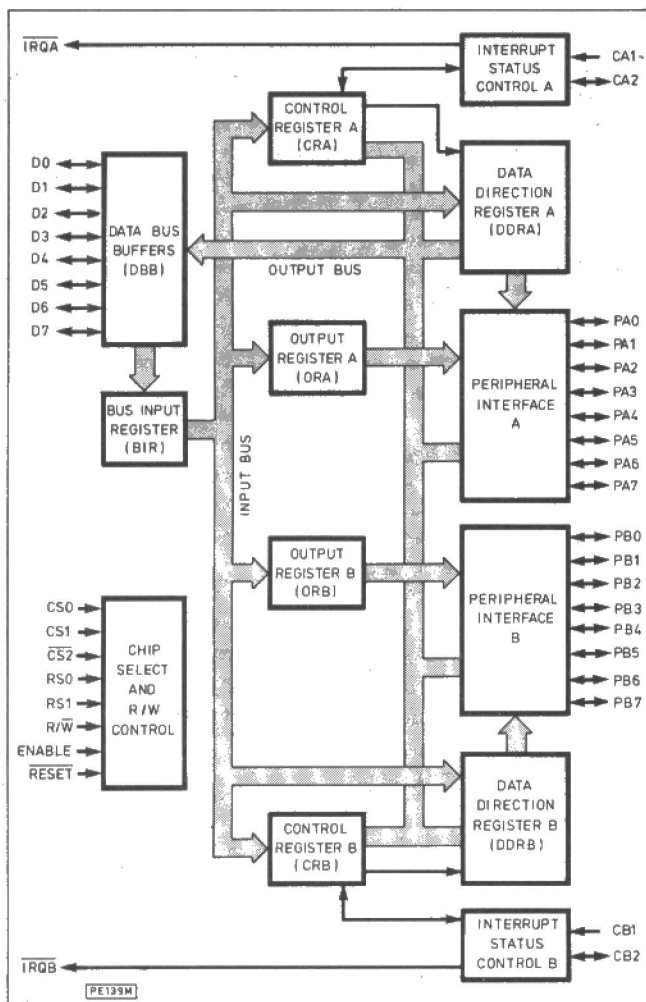 IRQA
INTERRUPT
STATUS
CONTROL A
CA1
CA2
CONTROL
REGISTER A
(CRA)
D0
D1
D2
D3
D4
D5
D6
D7
DATA BUS
BUFFERS
(DBB)
DATA
DIRECTION
REGISTER A
(DDRA)
OUTPUT BUS
OUTPUT
REGISTER A
(ORA)
PERIPHERAL
INTERFACE
A
PA0
PA1
PA2
PA3
PA4
PA5
PA6
PA7
BUS INPUT
REGISTER
(BIR)
INPUT BUS
OUTPUT
REGISTER B
(ORB)
PERIPHERAL
INTERFACE
B
PB0
PB1
PB2
PB3
PB4
PB5
PB6
PB7
CS0
CS1
CS2
RS0
RS1
R/W
ENABLE
RESET
CHIP
SELECT
AND
R/W
CONTROL
DATA
DIRECTION
REGISTER B
(DDRB)
CONTROL
REGISTER B
(CRB)
INTERRUPT
STATUS
CONTROL B
CB1
CB2
IRQB
PE139M